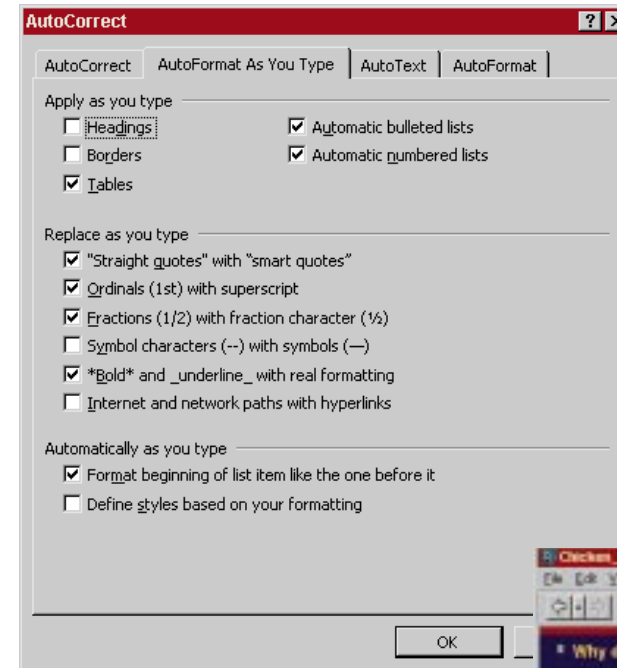 AutoCorrect ?
AutoCorrect AutoFormat As You Type AutoText AutoFormat
Apply as you type
Headings Automatic bulleted lists
Borders Automatic numbered lists
Tables
Replace as you type
"Straight quotes" with “smart quotes”
Ordinals (1st) with superscript
Fractions (1/2) with fraction character (½)
Symbol characters (--) with symbols (—)
*Bold* and _underline_ with real formatting
Internet and network paths with hyperlinks
Automatically as you type
Format beginning of list item like the one before it
Define styles based on your formatting
Chicken_
File Edit
OK
Why